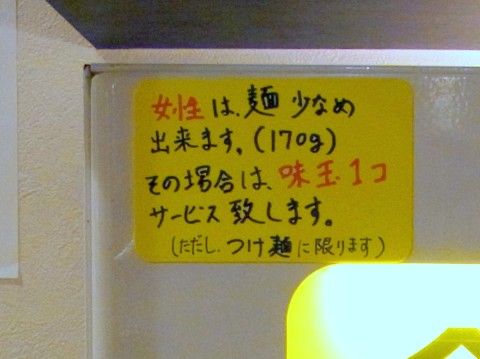 女性は、麺 少なめ
出来ます。(170g)
その場合は、味玉1コ
サービス致します。
(ただし、つけ麺に限ります)